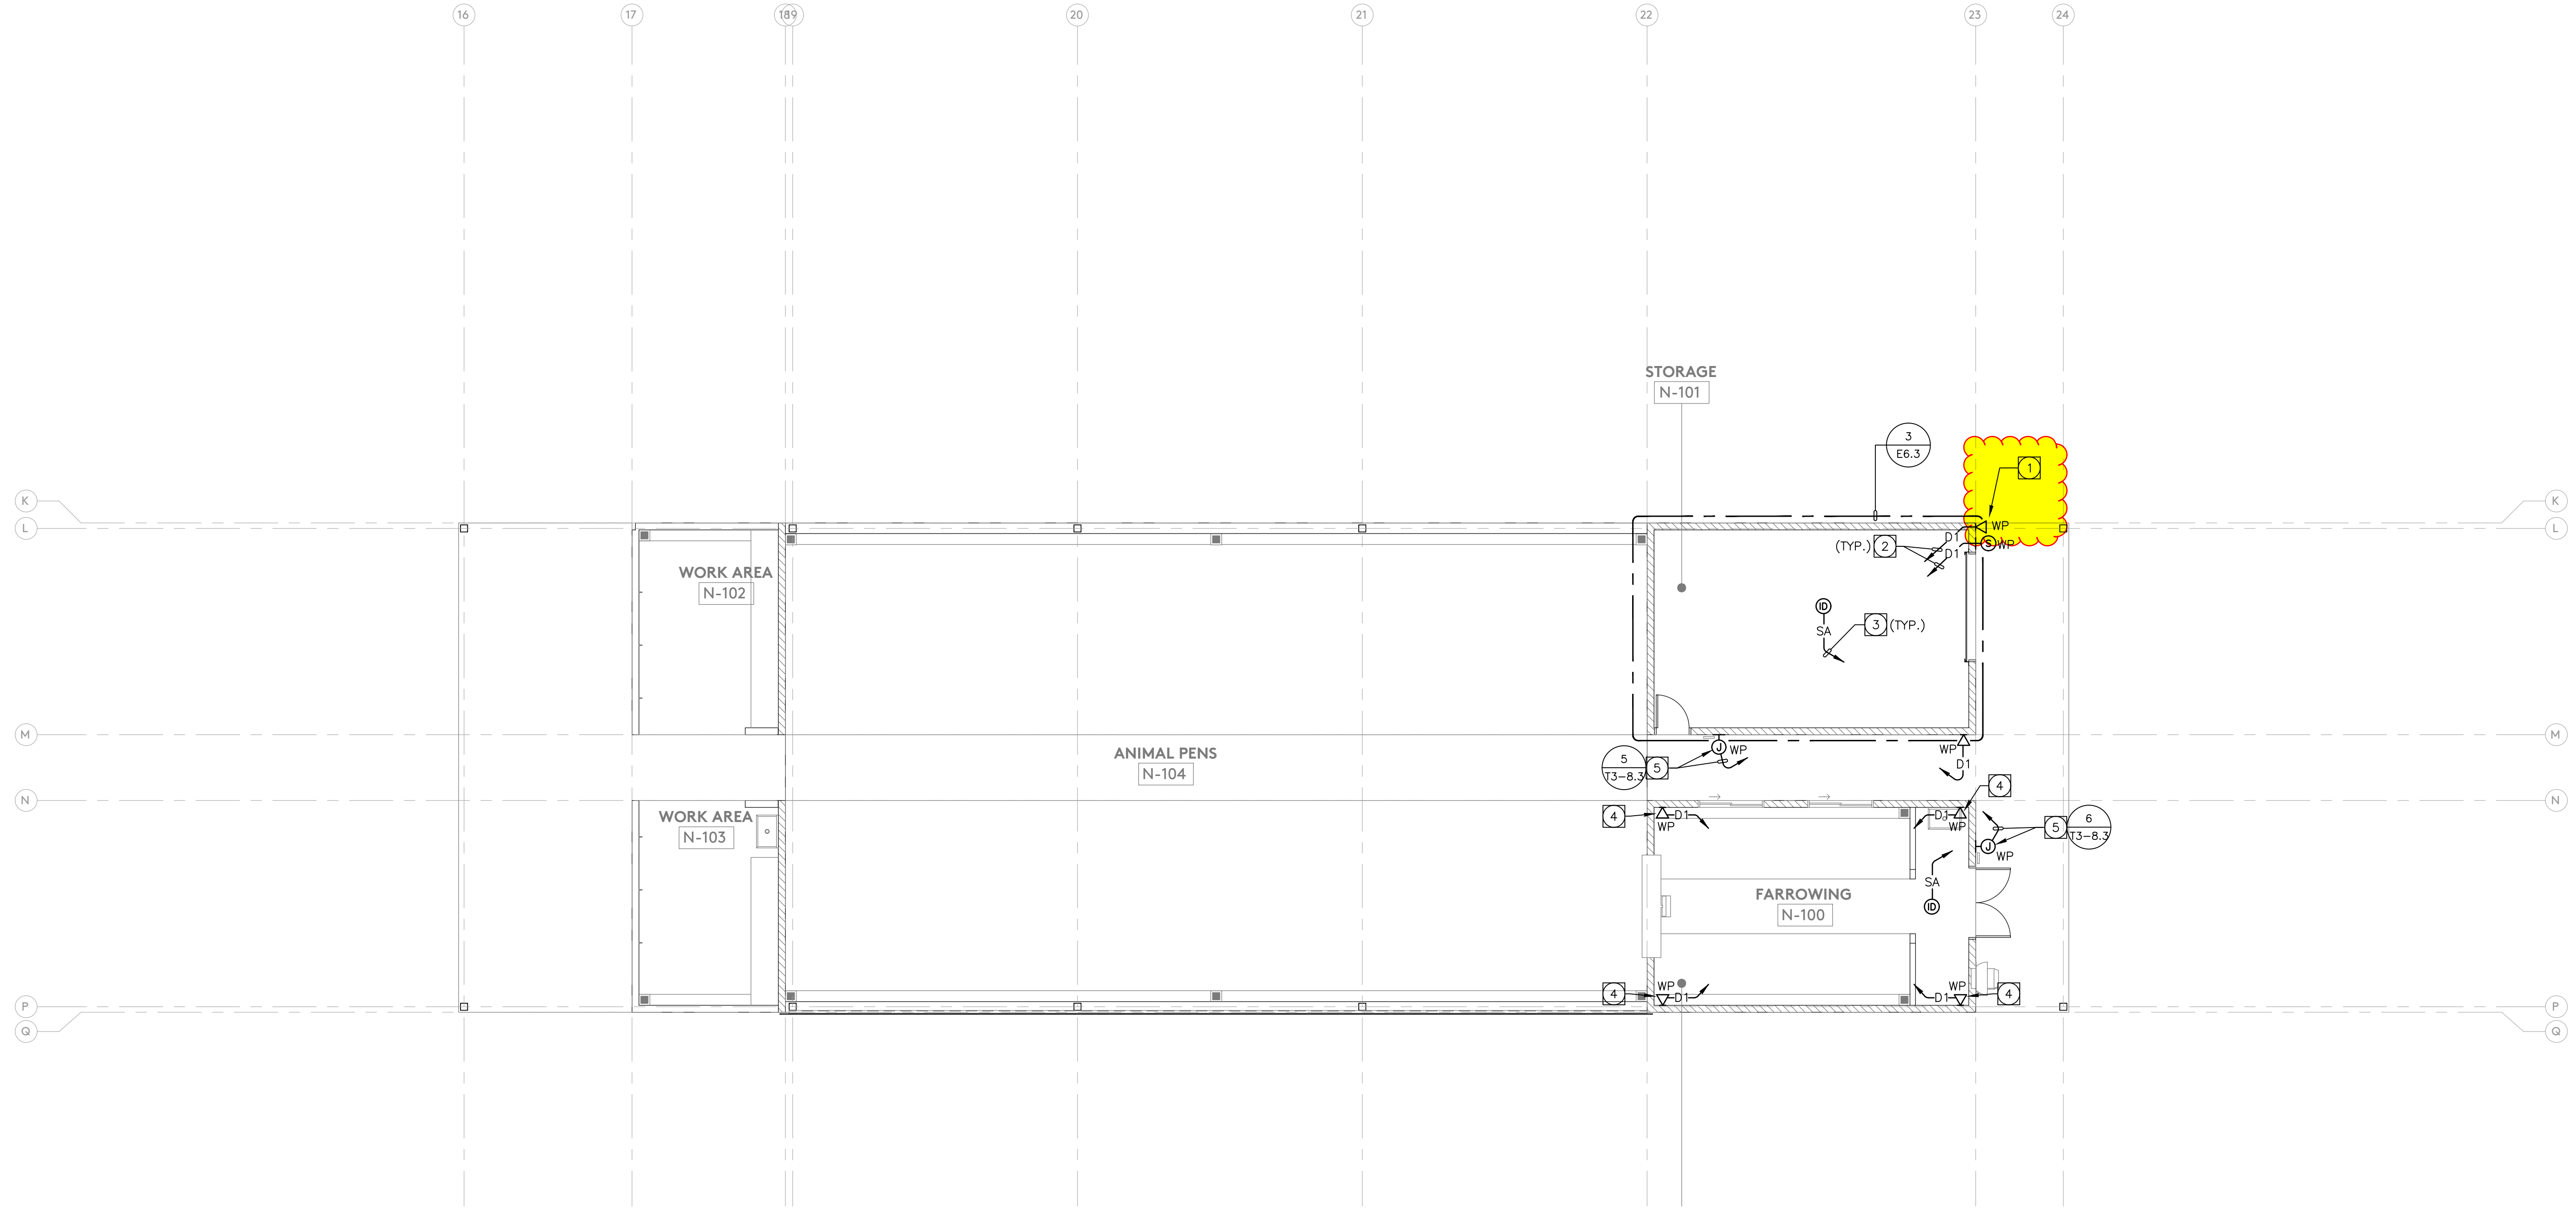 16
17
18
19
20
21
22
23
24
STORAGE
N-101
3
E6.3
1
K
K
L
L
WP
D1
(TYP.) 2
S WP
D1
WORK AREA
N-102
ID
SA
3 (TYP.)
M
M
ANIMAL PENS
N-104
5
T3-8.3
5
J WP
WP
D1
4
N
N
WORK AREA
N-103
4
D1
WP
D1
WP
5
6
T3-8.3
J
WP
SA
ID
FARROWING
N-100
WP
WP
4
D1
D1
4
P
P
Q
Q